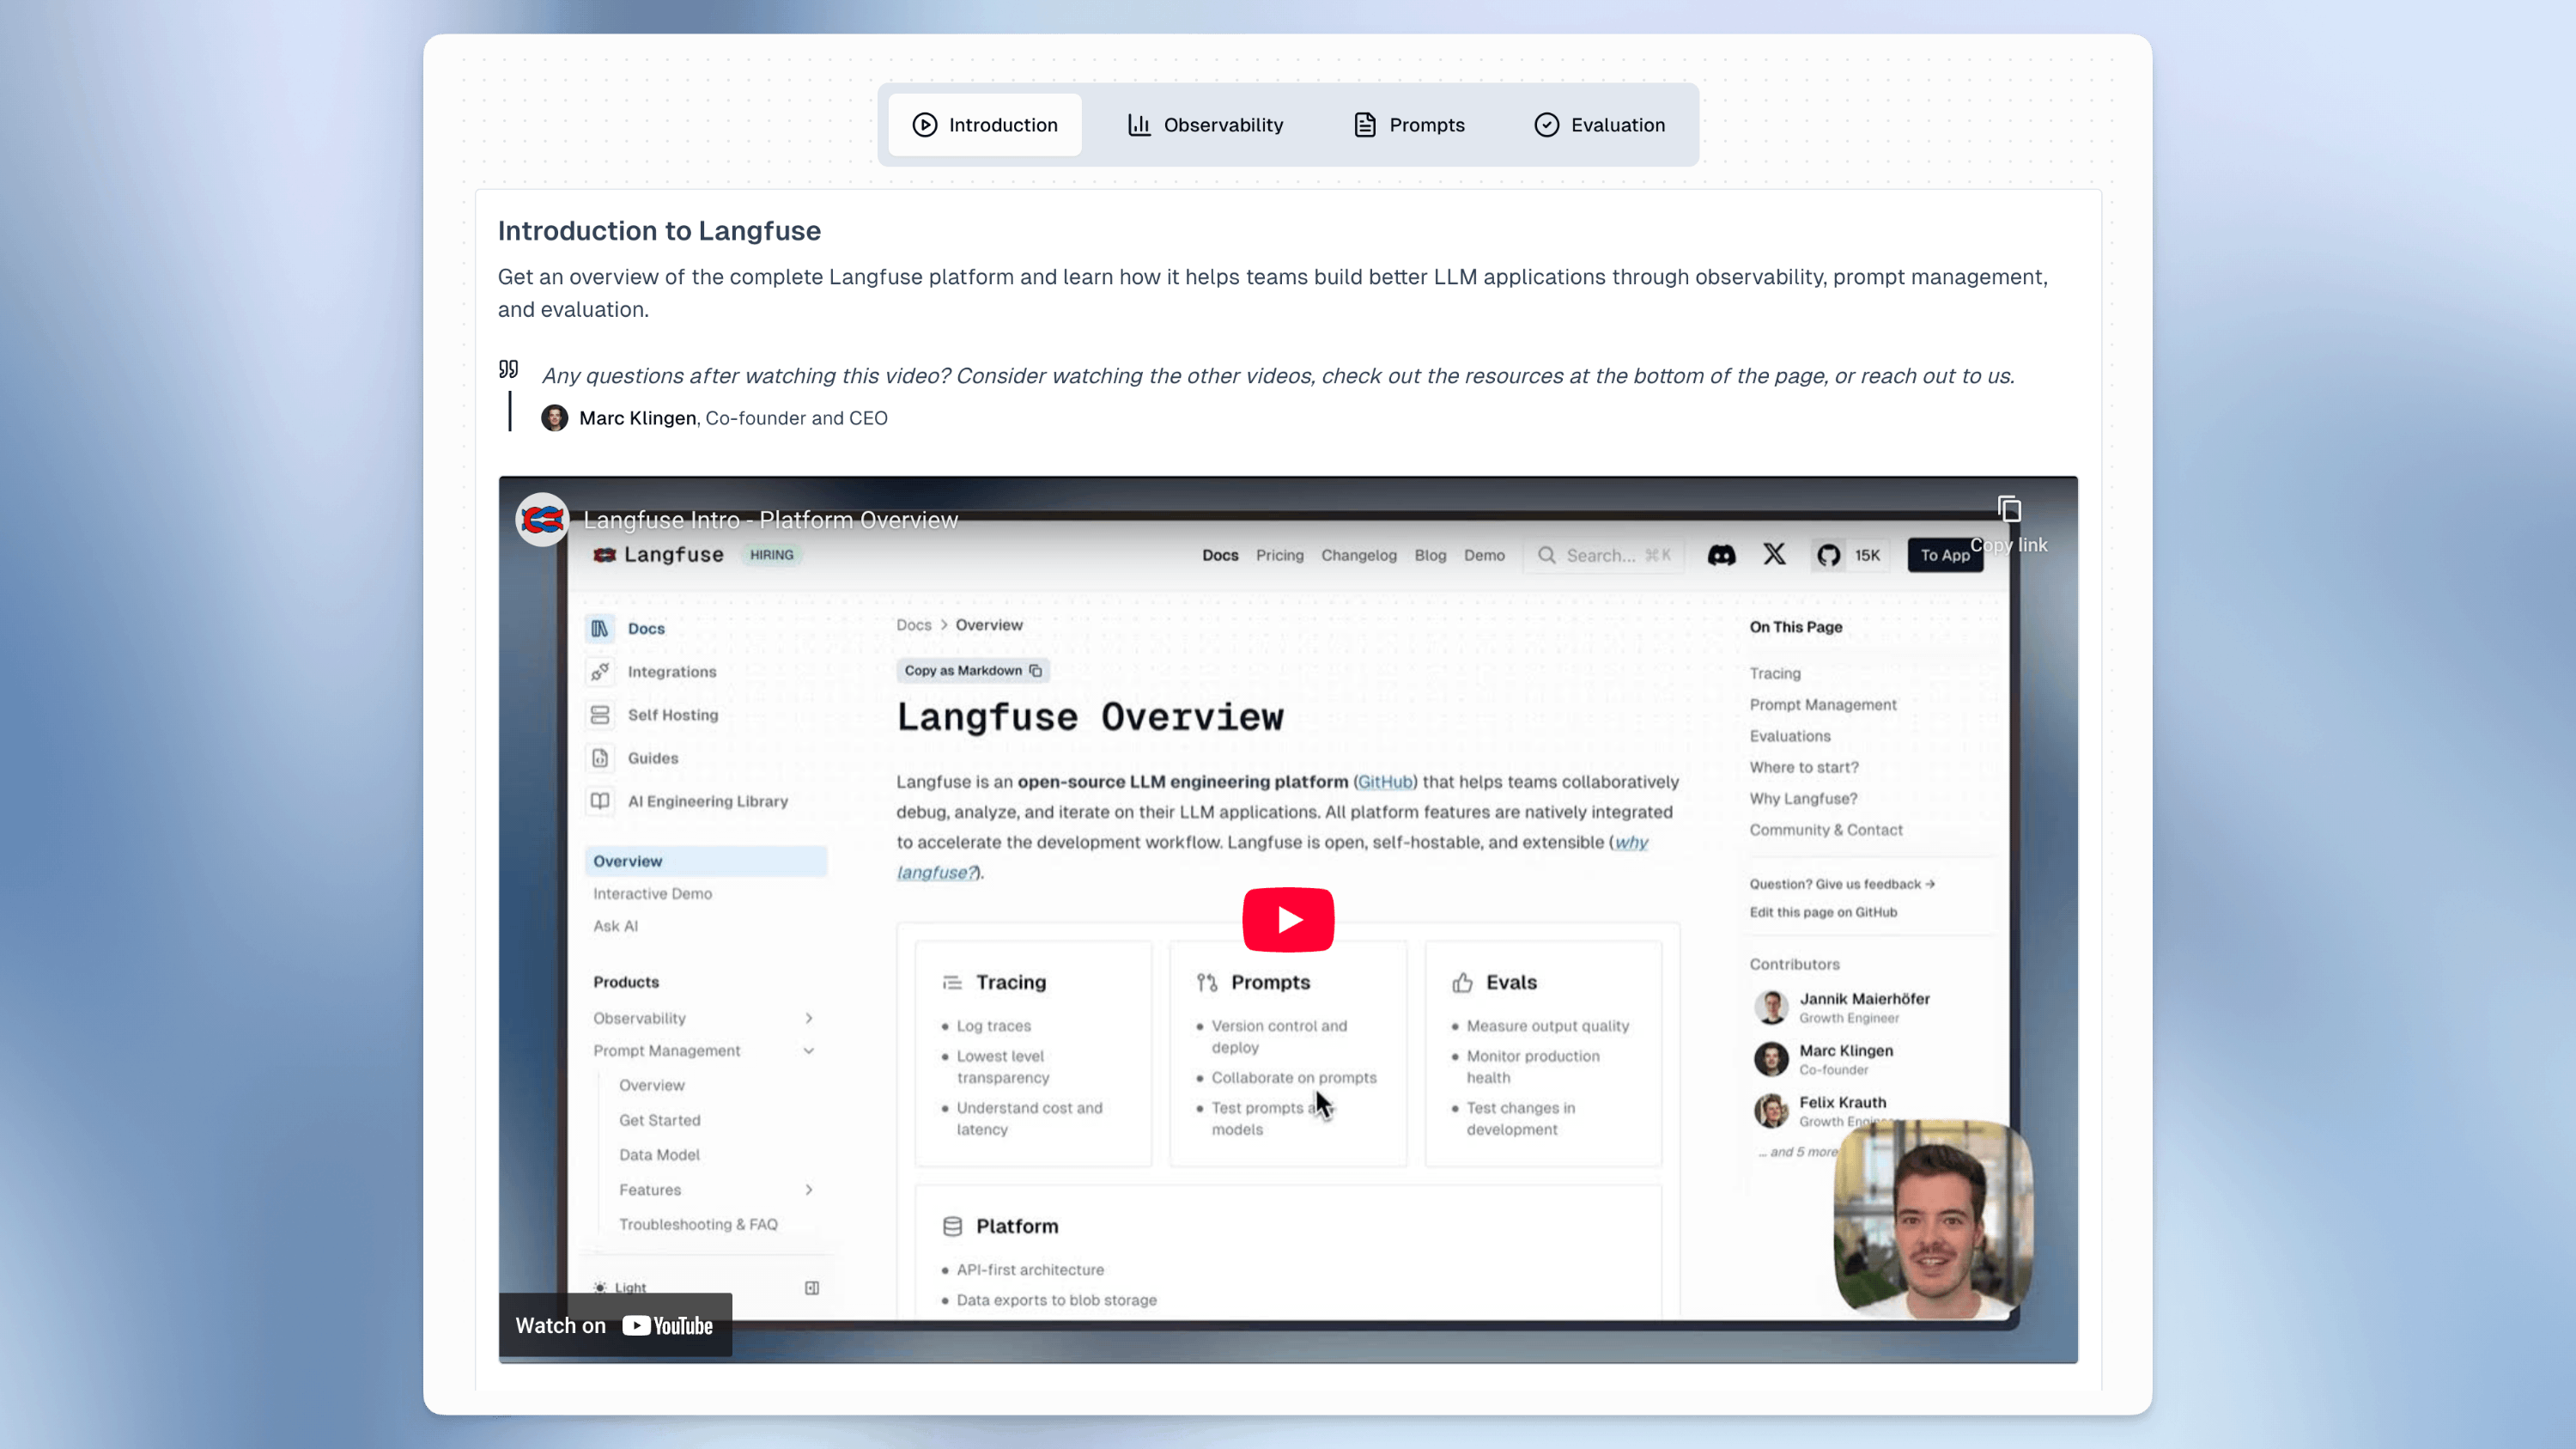 Introduction
Observability
Prompts
Evaluation
Introduction to Langfuse
Get an overview of the complete Langfuse platform and learn how it helps teams build better LLM applications through observability, prompt management,
and evaluation.
Any questions after watching this video? Consider watching the other videos, check out the resources at the bottom of the page, or reach out to us.
Marc Klingen, Co-founder and CEO
Langfuse Intro - Platform Overview
Copy link
Langfuse HIRING
Docs
Pricing
Changelog
Blog
Demo
Search... ⌘K
15K
To App
Docs
Integrations
Self Hosting
Guides
AI Engineering Library
Overview
Interactive Demo
Ask AI
Products
Observability
Prompt Management
Overview
Get Started
Data Model
Features
Troubleshooting & FAQ
Light
Docs > Overview
Copy as Markdown
Langfuse Overview
Langfuse is an open-source LLM engineering platform (GitHub) that helps teams collaboratively
debug, analyze, and iterate on their LLM applications. All platform features are natively integrated
to accelerate the development workflow. Langfuse is open, self-hostable, and extensible (why
langfuse?).
Tracing
• Log traces
• Lowest level
transparency
• Understand cost and
latency
Prompts
• Version control and
deploy
• Collaborate on prompts
• Test prompts
models
Evals
• Measure output quality
• Monitor production
health
• Test changes in
development
Platform
• API-first architecture
• Data exports to blob storage
On This Page
Tracing
Prompt Management
Evaluations
Where to start?
Why Langfuse?
Community & Contact
Question? Give us feedback →
Edit this page on GitHub
Contributors
Jannik Maierhöfer
Growth Engineer
Marc Klingen
Co-founder
Felix Krauth
Growth
... and 5 more
Watch on YouTube